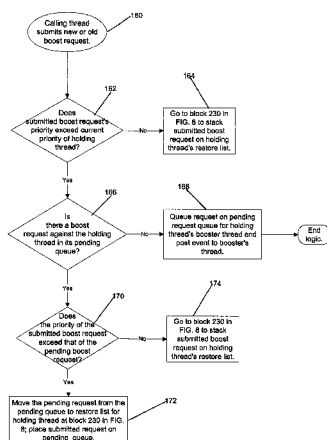 160
Calling thread
submits new or old
boost request.
162
Does
submitted boost request's
priority exceed current
priority of holding
thread?
No
164
Go to block 230 in
FIG. 8 to stack
submitted boost
request on holding
thread's restore list.
Yes
166
Is
there a boost
request against the holding
thread in its pending
queue?
No
168
Queue request on pending
request queue for holding
thread's booster thread and
post event to booster's
thread.
End
logic.
Yes
170
Does
the priority of the
submitted boost request
exceed that of the
pending boost
request?
No
174
Go to block 230 in
FIG. 8 to stack
submitted boost
request on holding
thread's restore list.
Yes
172
Move the pending request from the
pending queue to restore list for
holding thread at block 230 in FIG.
8; place submitted request on
pending queue.